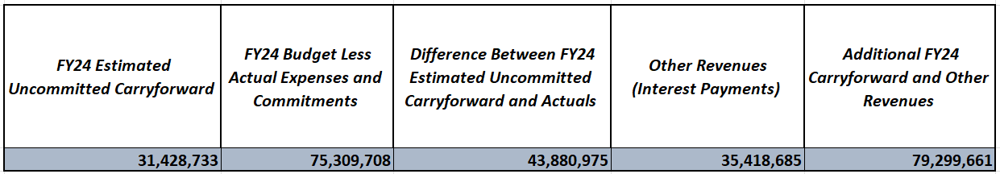 FY24 Estimated
Uncommitted Carryforward
FY24 Budget Less
Actual Expenses and
Commitments
Difference Between FY24
Estimated Uncommitted
Carryforward and Actuals
Other Revenues
(Interest Payments)
Additional FY24
Carryforward and Other
Revenues
31,428,733
75,309,708
43,880,975
35,418,685
79,299,661